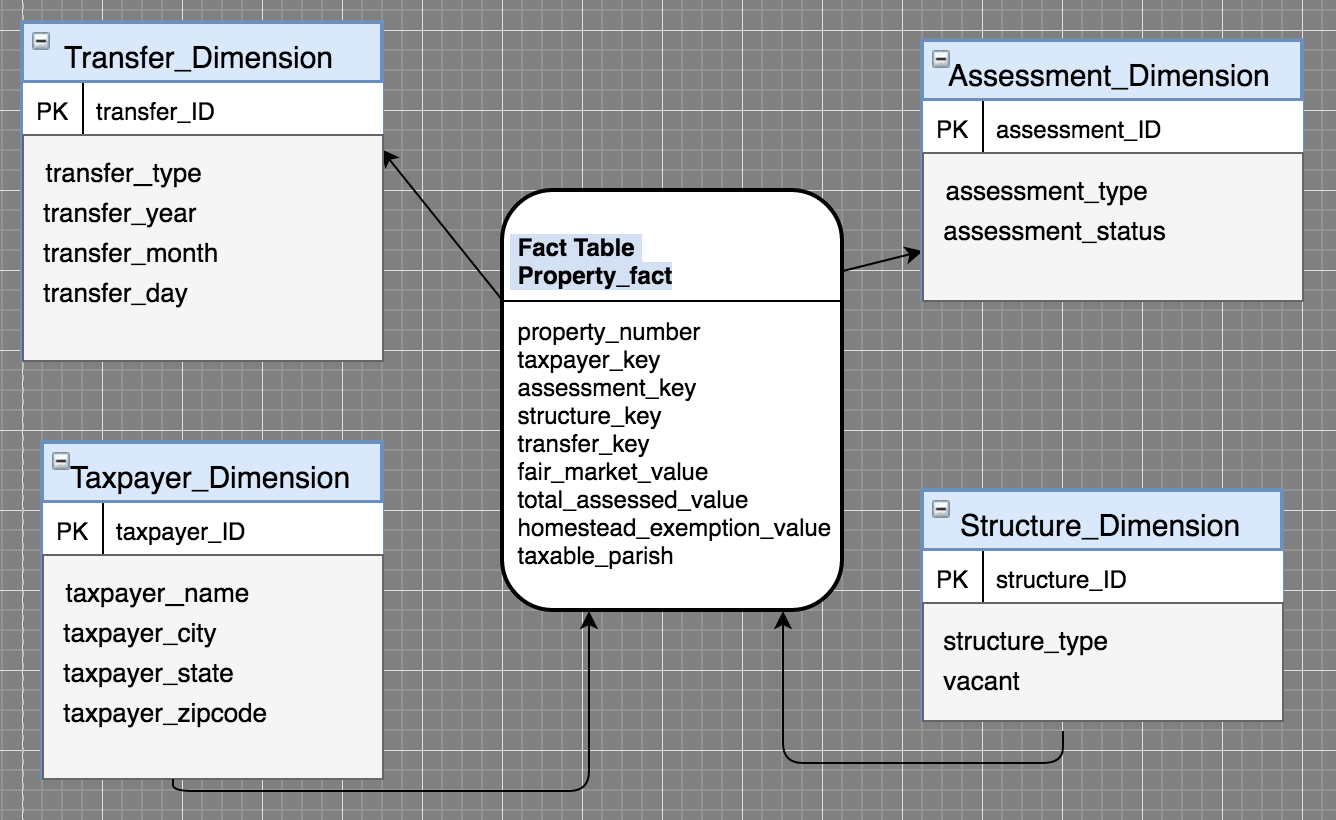 Transfer_Dimension
PK transfer_ID
transfer_type
transfer_year
transfer_month
transfer_day
Assessment_Dimension
PK assessment_ID
assessment_type
assessment_status
Fact Table
Property_fact
property_number
taxpayer_key
assessment_key
structure_key
transfer_key
fair_market_value
total_assessed_value
homestead_exemption_value
taxable_parish
Taxpayer_Dimension
PK taxpayer_ID
taxpayer_name
taxpayer_city
taxpayer_state
taxpayer_zipcode
Structure_Dimension
PK structure_ID
structure_type
vacant